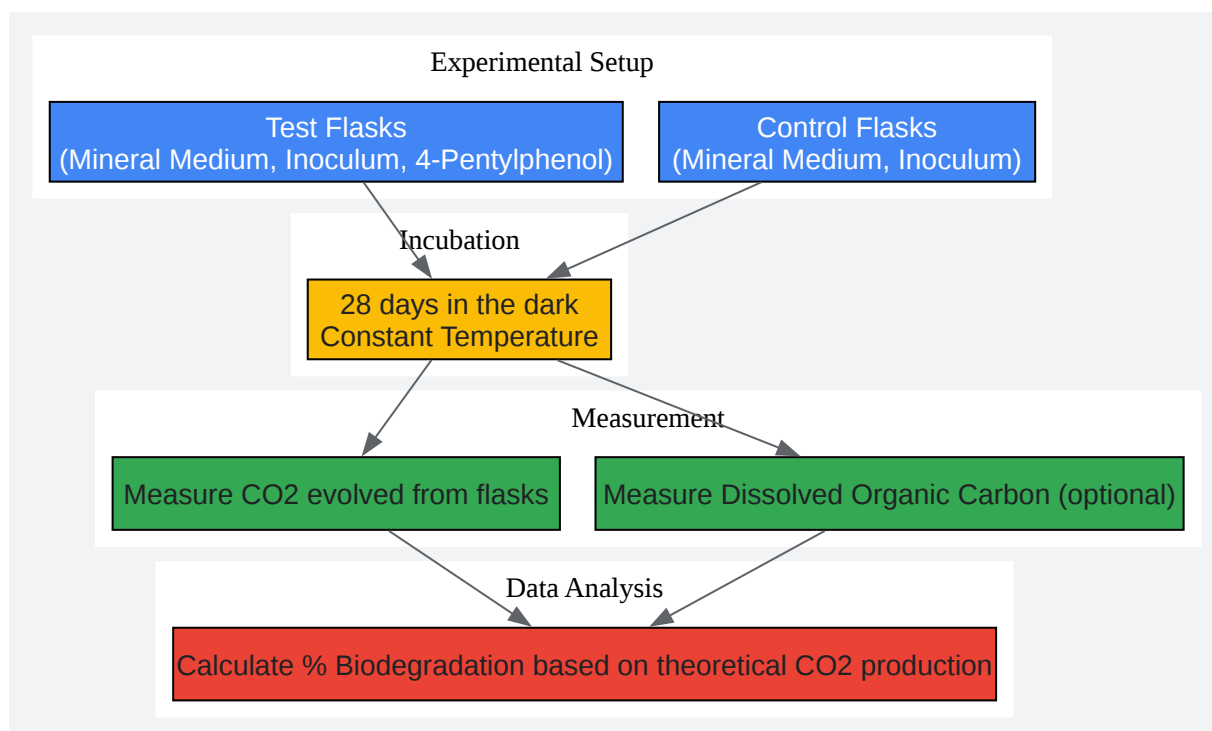 Experimental Setup
Test Flasks
(Mineral Medium, Inoculum, 4-Pentylphenol)
Control Flasks
(Mineral Medium, Inoculum)
Incubation
28 days in the dark
Constant Temperature
Measurement
Measure CO2 evolved from flasks
Measure Dissolved Organic Carbon (optional)
Data Analysis
Calculate % Biodegradation based on theoretical CO2 production